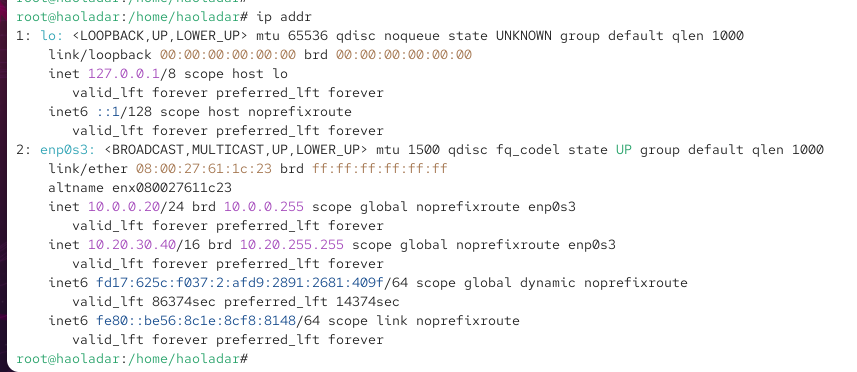 root@haoladar:/home/haoladar# ip addr
1: lo: <LOOPBACK,UP,LOWER_UP> mtu 65536 qdisc noqueue state UNKNOWN group default qlen 1000
    link/loopback 00:00:00:00:00:00 brd 00:00:00:00:00:00
    inet 127.0.0.1/8 scope host lo
       valid_lft forever preferred_lft forever
    inet6 ::1/128 scope host noprefixroute
       valid_lft forever preferred_lft forever
2: enp0s3: <BROADCAST,MULTICAST,UP,LOWER_UP> mtu 1500 qdisc fq_codel state UP group default qlen 1000
    link/ether 08:00:27:61:1c:23 brd ff:ff:ff:ff:ff:ff
    altname enx080027611c23
    inet 10.0.0.20/24 brd 10.0.0.255 scope global noprefixroute enp0s3
       valid_lft forever preferred_lft forever
    inet 10.20.30.40/16 brd 10.20.255.255 scope global noprefixroute enp0s3
       valid_lft forever preferred_lft forever
    inet6 fd17:625c:f037:2:afd9:2891:2681:409f/64 scope global dynamic noprefixroute
       valid_lft 86374sec preferred_lft 14374sec
    inet6 fe80::be56:8c1e:8cf8:8148/64 scope link noprefixroute
       valid_lft forever preferred_lft forever
root@haoladar:/home/haoladar#